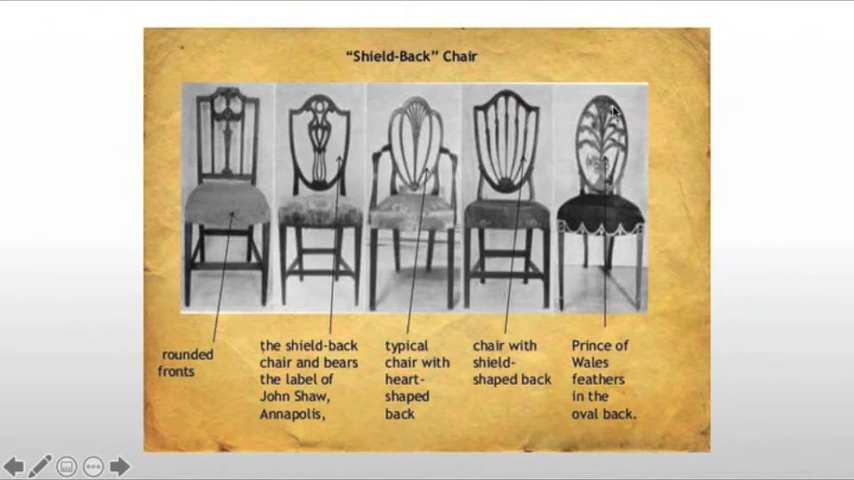 “Shield-Back” Chair
rounded
fronts
the shield-back
chair and bears
the label of
John Shaw,
Annapolis,
typical
chair with
heart-
shaped
back
chair with
shield-
shaped back
Prince of
Wales
feathers
in the
oval back.